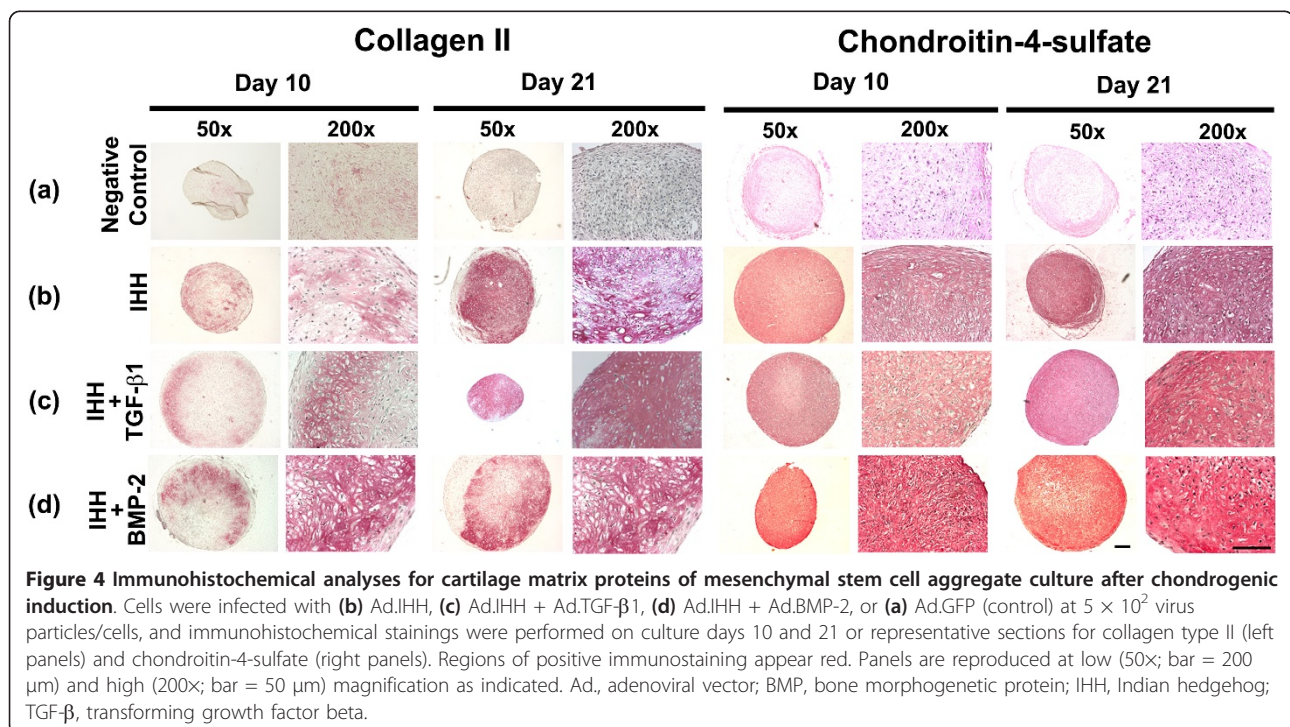 Collagen II
Chondroitin-4-sulfate
Day 10
Day 21
Day 10
Day 21
50x
200x
50x
200x
50x
200x
50x
200x
(a)
Negative
Control
(b)
IHH
(c)
IHH
+
TGF-β1
(d)
IHH
+
BMP-2
Figure 4 Immunohistochemical analyses for cartilage matrix proteins of mesenchymal stem cell aggregate culture after chondrogenic
induction. Cells were infected with (b) Ad.IHH, (c) Ad.IHH + Ad.TGF-β1, (d) Ad.IHH + Ad.BMP-2, or (a) Ad.GFP (control) at 5 × 10² virus
particles/cells, and immunohistochemical stainings were performed on culture days 10 and 21 or representative sections for collagen type II (left
panels) and chondroitin-4-sulfate (right panels). Regions of positive immunostaining appear red. Panels are reproduced at low (50×; bar = 200
μm) and high (200×; bar = 50 μm) magnification as indicated. Ad., adenoviral vector; BMP, bone morphogenetic protein; IHH, Indian hedgehog;
TGF-β, transforming growth factor beta.